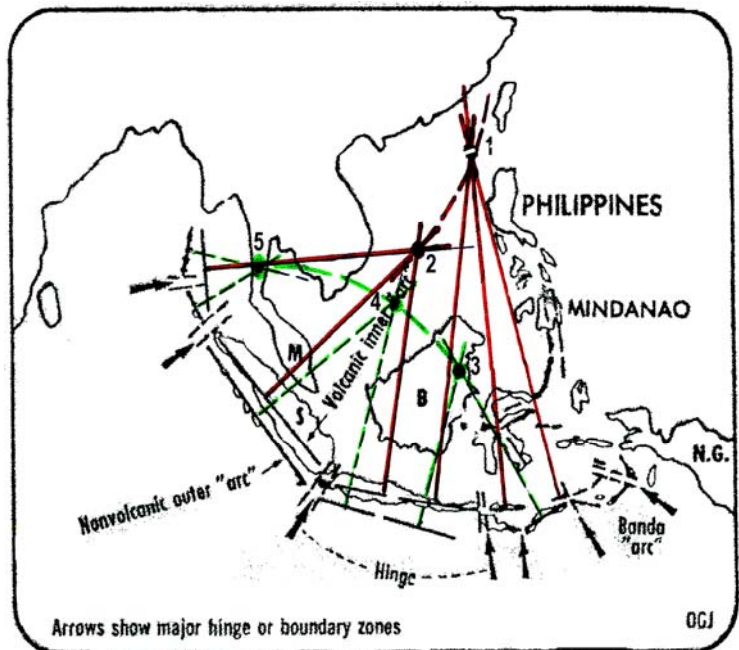 1
PHILIPPINES
5
2
4
MINDANAO
Volcanic inner "arc"
3
M
B
S
N.G.
Nonvolcanic outer "arc"
Banda
"arc"
Hinge
Arrows show major hinge or boundary zones
OGJ